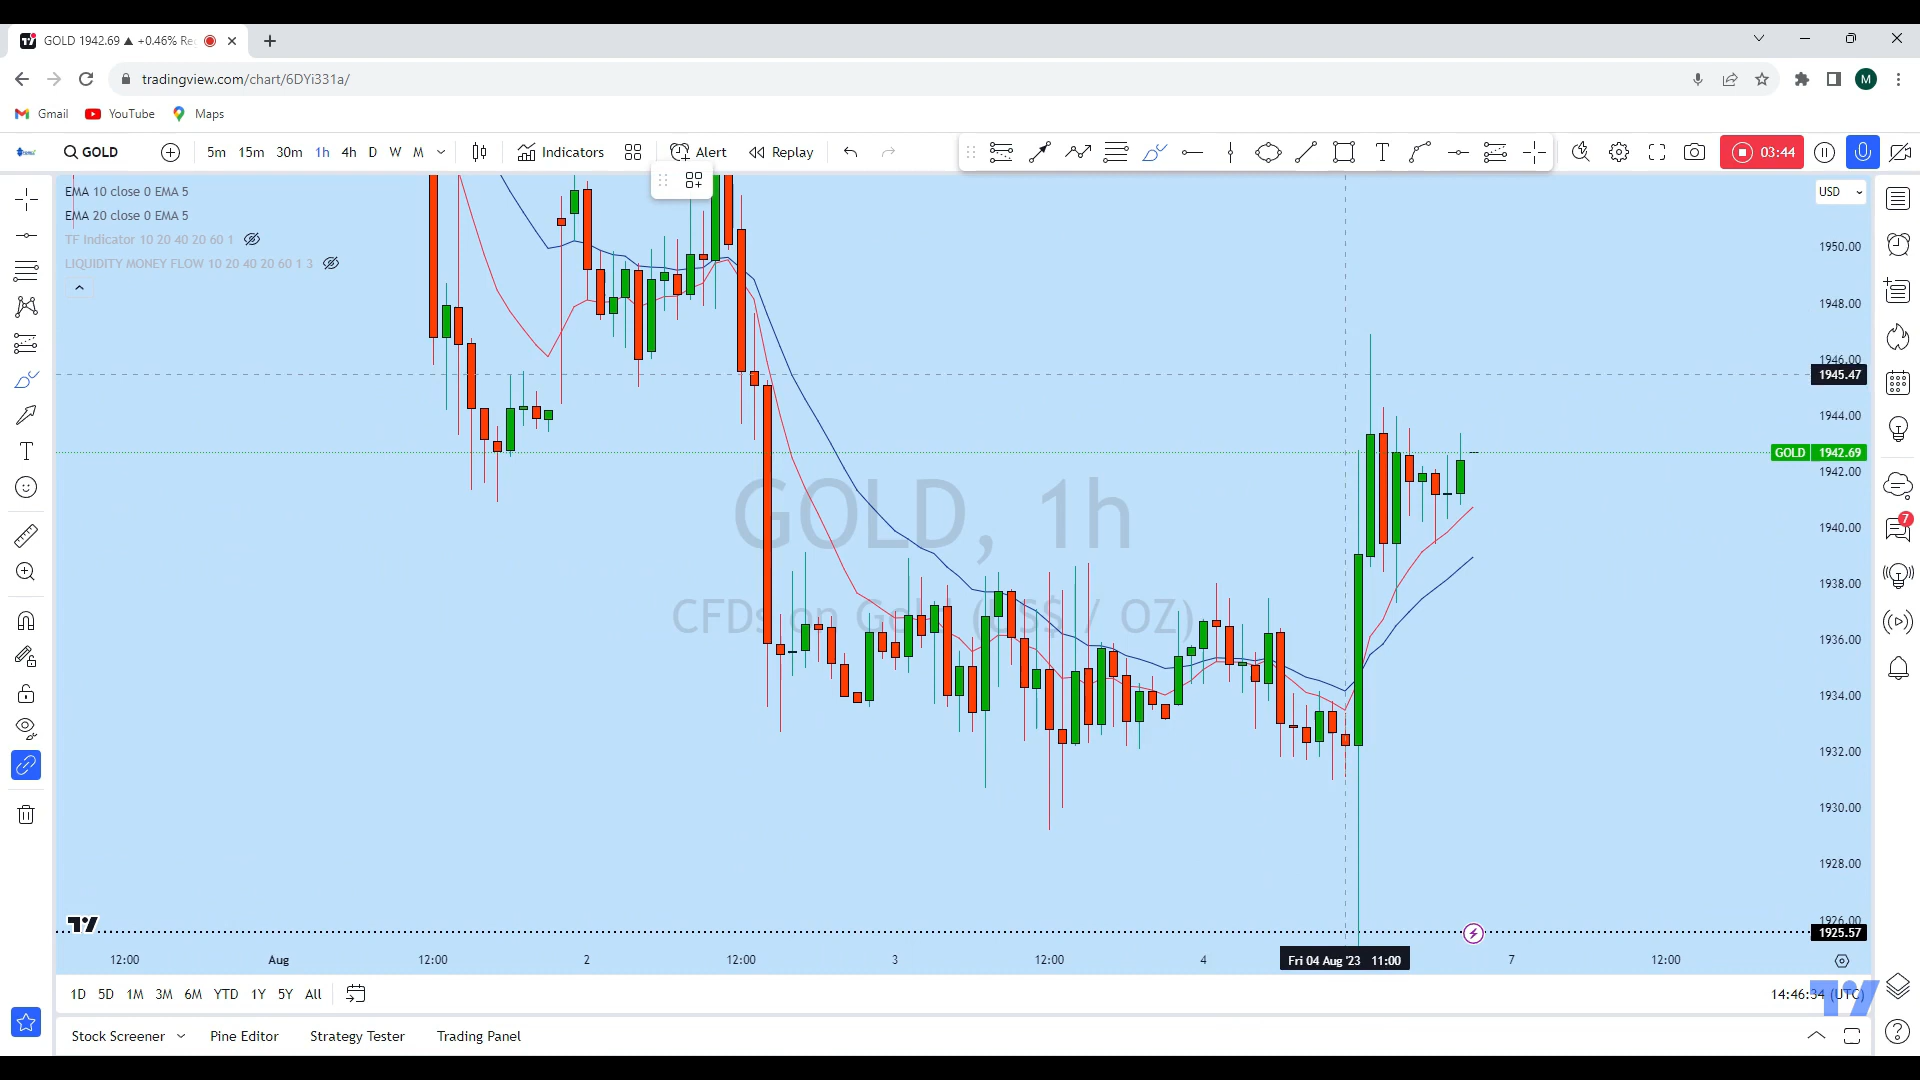 GOLD 1942.69 ▲ +0.46% Re
tradingview.com/chart/6DYi331a/
M
Gmail YouTube Maps
GOLD 5m 15m 30m 1h 4h D W M Indicators Alert Replay 03:44
EMA 10 close 0 EMA 5
EMA 20 close 0 EMA 5
TF Indicator 10 20 40 20 60 1
LIQUIDITY MONEY FLOW 10 20 40 20 60 1 3
USD
1950.00
1948.00
1946.00
1945.47
1944.00
GOLD 1942.69
1942.00
1940.00
1938.00
1936.00
1934.00
1932.00
1930.00
1928.00
1926.00
1925.57
GOLD, 1h
CFDs on Gold (US$ / OZ)
7
12:00 Aug 12:00 2 12:00 3 12:00 4 Fri 04 Aug '23 11:00 7 12:00
1D 5D 1M 3M 6M YTD 1Y 5Y All 14:46:34 (UTC)
Stock Screener Pine Editor Strategy Tester Trading Panel